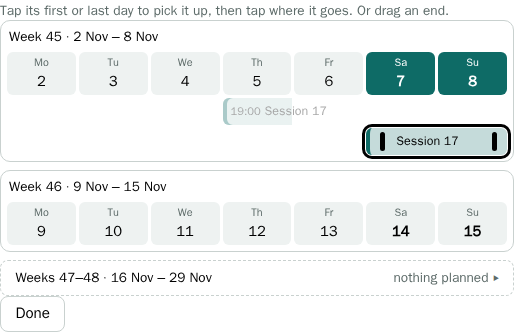 Tap its first or last day to pick it up, then tap where it goes. Or drag an end.
Week 45 · 2 Nov – 8 Nov
Mo Tu We Th Fr Sa Su
2 3 4 5 6 7 8
19:00 Session 17
Session 17
Week 46 · 9 Nov – 15 Nov
Mo Tu We Th Fr Sa Su
9 10 11 12 13 14 15
Weeks 47–48 · 16 Nov – 29 Nov nothing planned ▸
Done